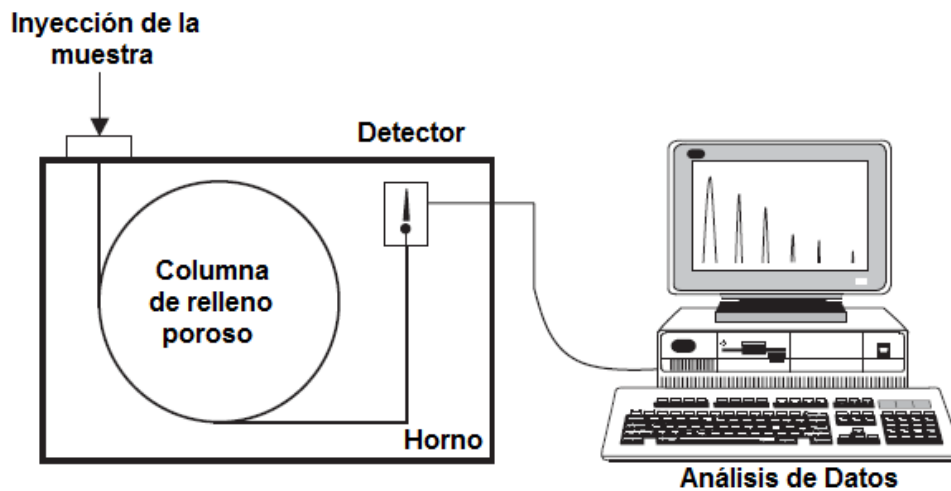 Inyección de la
muestra
Detector
Columna
de relleno
poroso
Horno
Análisis de Datos